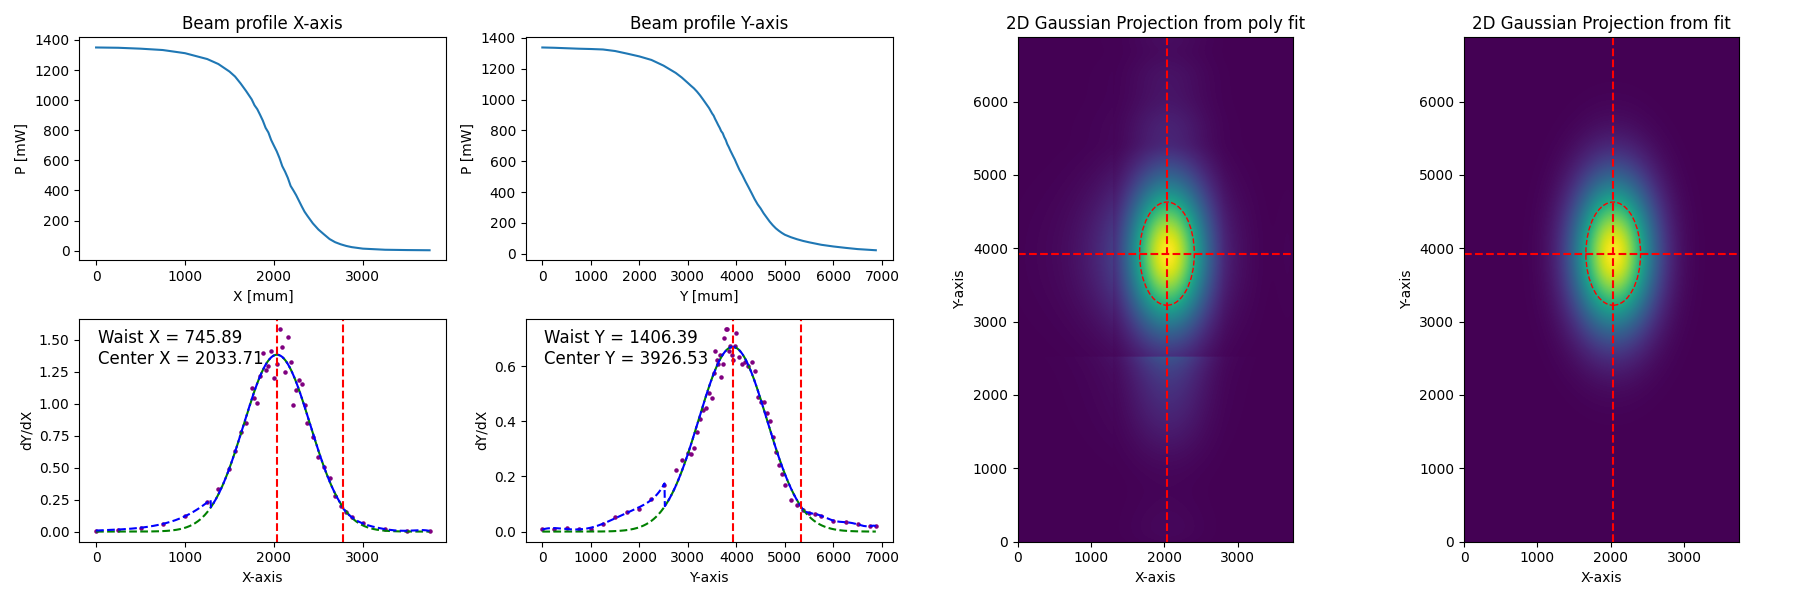 Beam profile X-axis
1400
1200
1000
800
600
400
200
0
P [mW]
0 1000 2000 3000
X [mum]
Beam profile Y-axis
1400
1200
1000
800
600
400
200
0
P [mW]
0 1000 2000 3000 4000 5000 6000 7000
Y [mum]
Waist X = 745.89
Center X = 2033.71
1.50
1.25
1.00
0.75
0.50
0.25
0.00
dY/dX
0 1000 2000 3000
X-axis
Waist Y = 1406.39
Center Y = 3926.53
0.6
0.4
0.2
0.0
dY/dX
0 1000 2000 3000 4000 5000 6000 7000
Y-axis
2D Gaussian Projection from poly fit
6000
5000
4000
3000
2000
1000
0
Y-axis
0 1000 2000 3000
X-axis
2D Gaussian Projection from fit
6000
5000
4000
3000
2000
1000
0
Y-axis
0 1000 2000 3000
X-axis